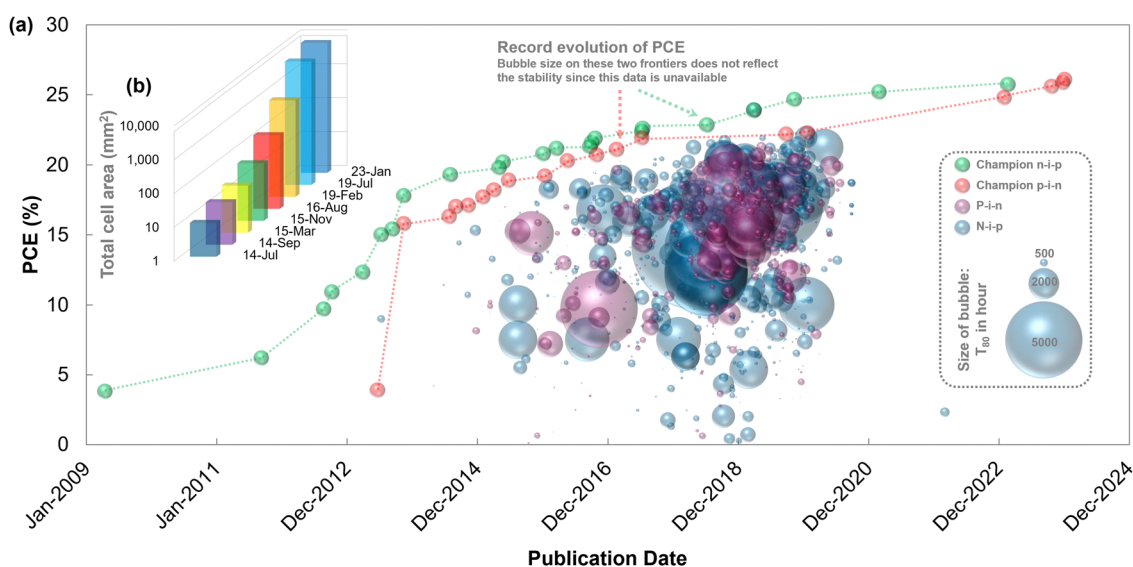 (a)
30
25
20
15
10
5
0
PCE (%)
(b)
Total cell area (mm²)
10,000
1,000
100
10
1
23-Jan
19-Jul
19-Feb
16-Aug
15-Nov
15-Mar
14-Sep
14-Jul
Record evolution of PCE
Bubble size on these two frontiers does not reflect
the stability since this data is unavailable
Champion n-i-p
Champion p-i-n
P-i-n
N-i-p
Size of bubble:
T₈₀ in hour
500
2000
5000
Jan-2009
Jan-2011
Dec-2012
Dec-2014
Dec-2016
Dec-2018
Dec-2020
Dec-2022
Dec-2024
Publication Date